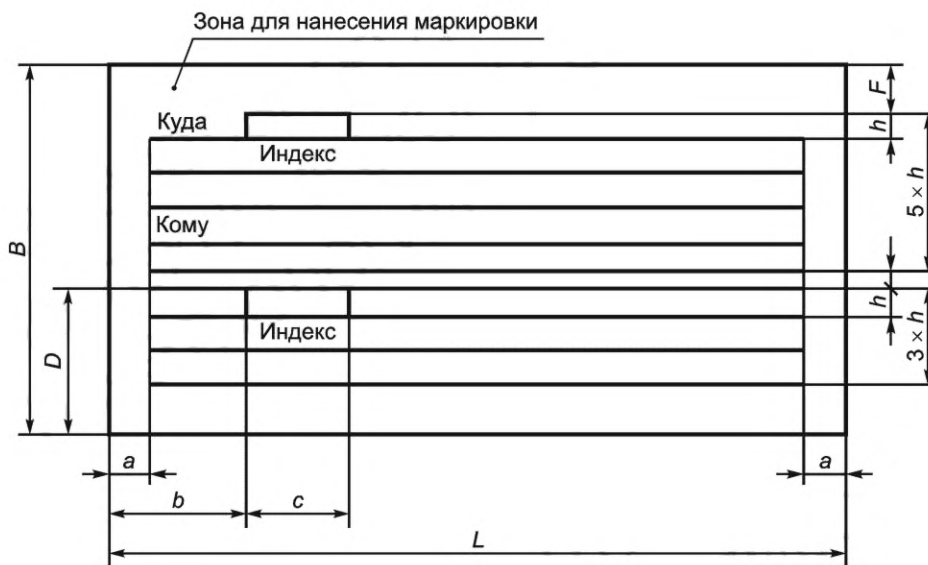 Зона для нанесения маркировки
Куда
Индекс
Кому
Индекс
B
D
F
h
5 × h
h
3 × h
a
a
b
c
L